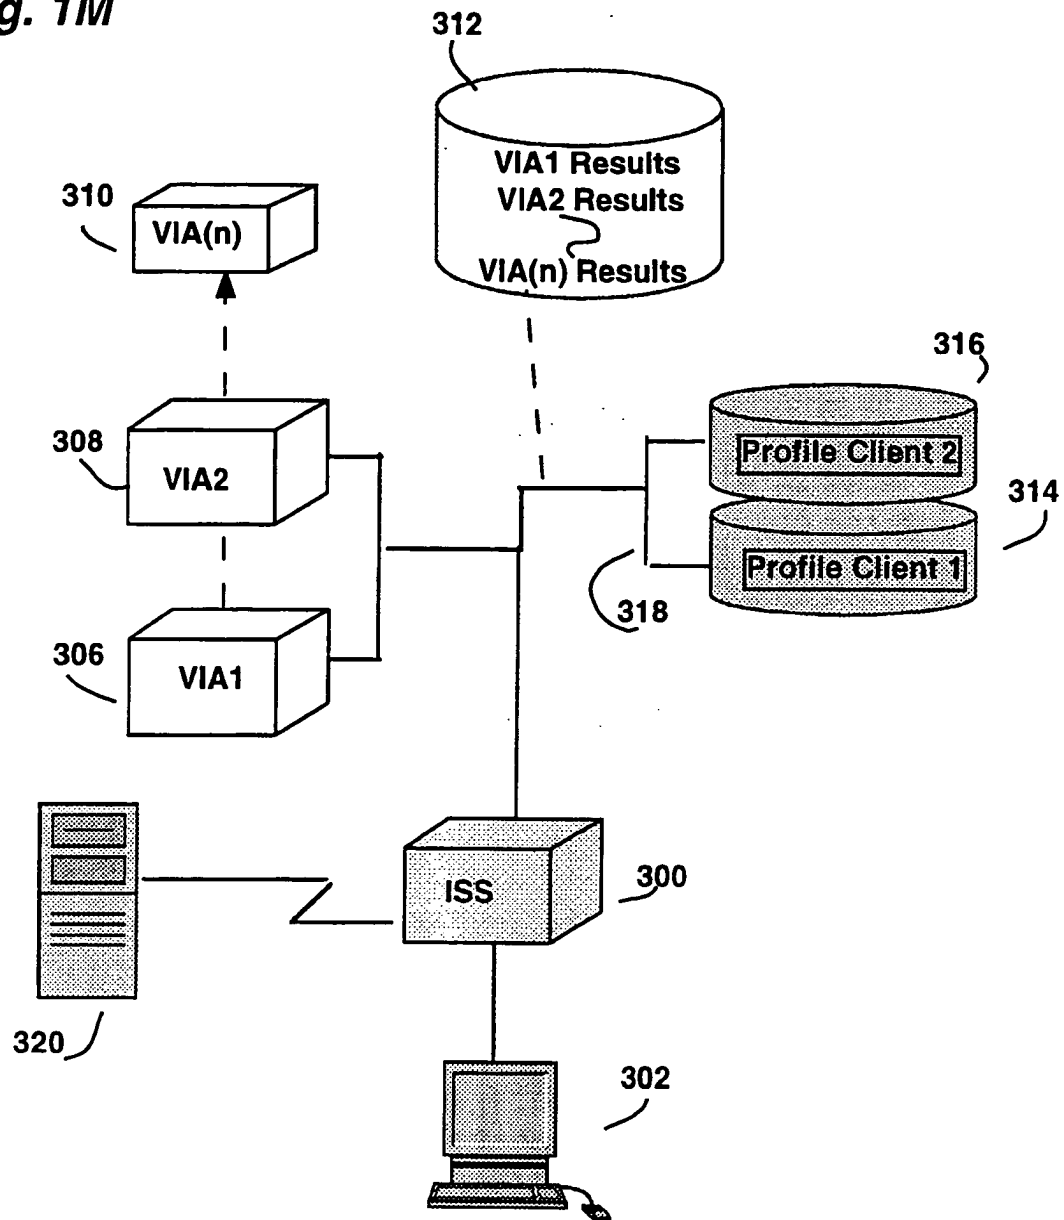 g. 1M
312
VIA1 Results
VIA2 Results
VIA(n) Results
310
VIA(n)
316
Profile Client 2
308
VIA2
314
Profile Client 1
318
306
VIA1
ISS
300
320
302